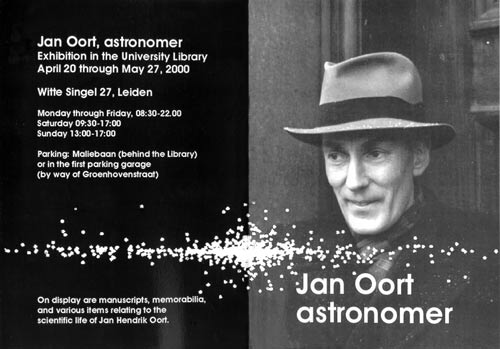 Jan Oort, astronomer
Exhibition in the University Library
April 20 through May 27, 2000
Witte Singel 27, Leiden
Monday through Friday, 08:30-22.00
Saturday 09:30-17:00
Sunday 13:00-17:00
Parking: Maliebaan (behind the Library)
or in the first parking garage
(by way of Groenhovenstraat)
On display are manuscripts, memorabilia,
and various items relating to the
scientific life of Jan Hendrik Oort.
Jan Oort
astronomer